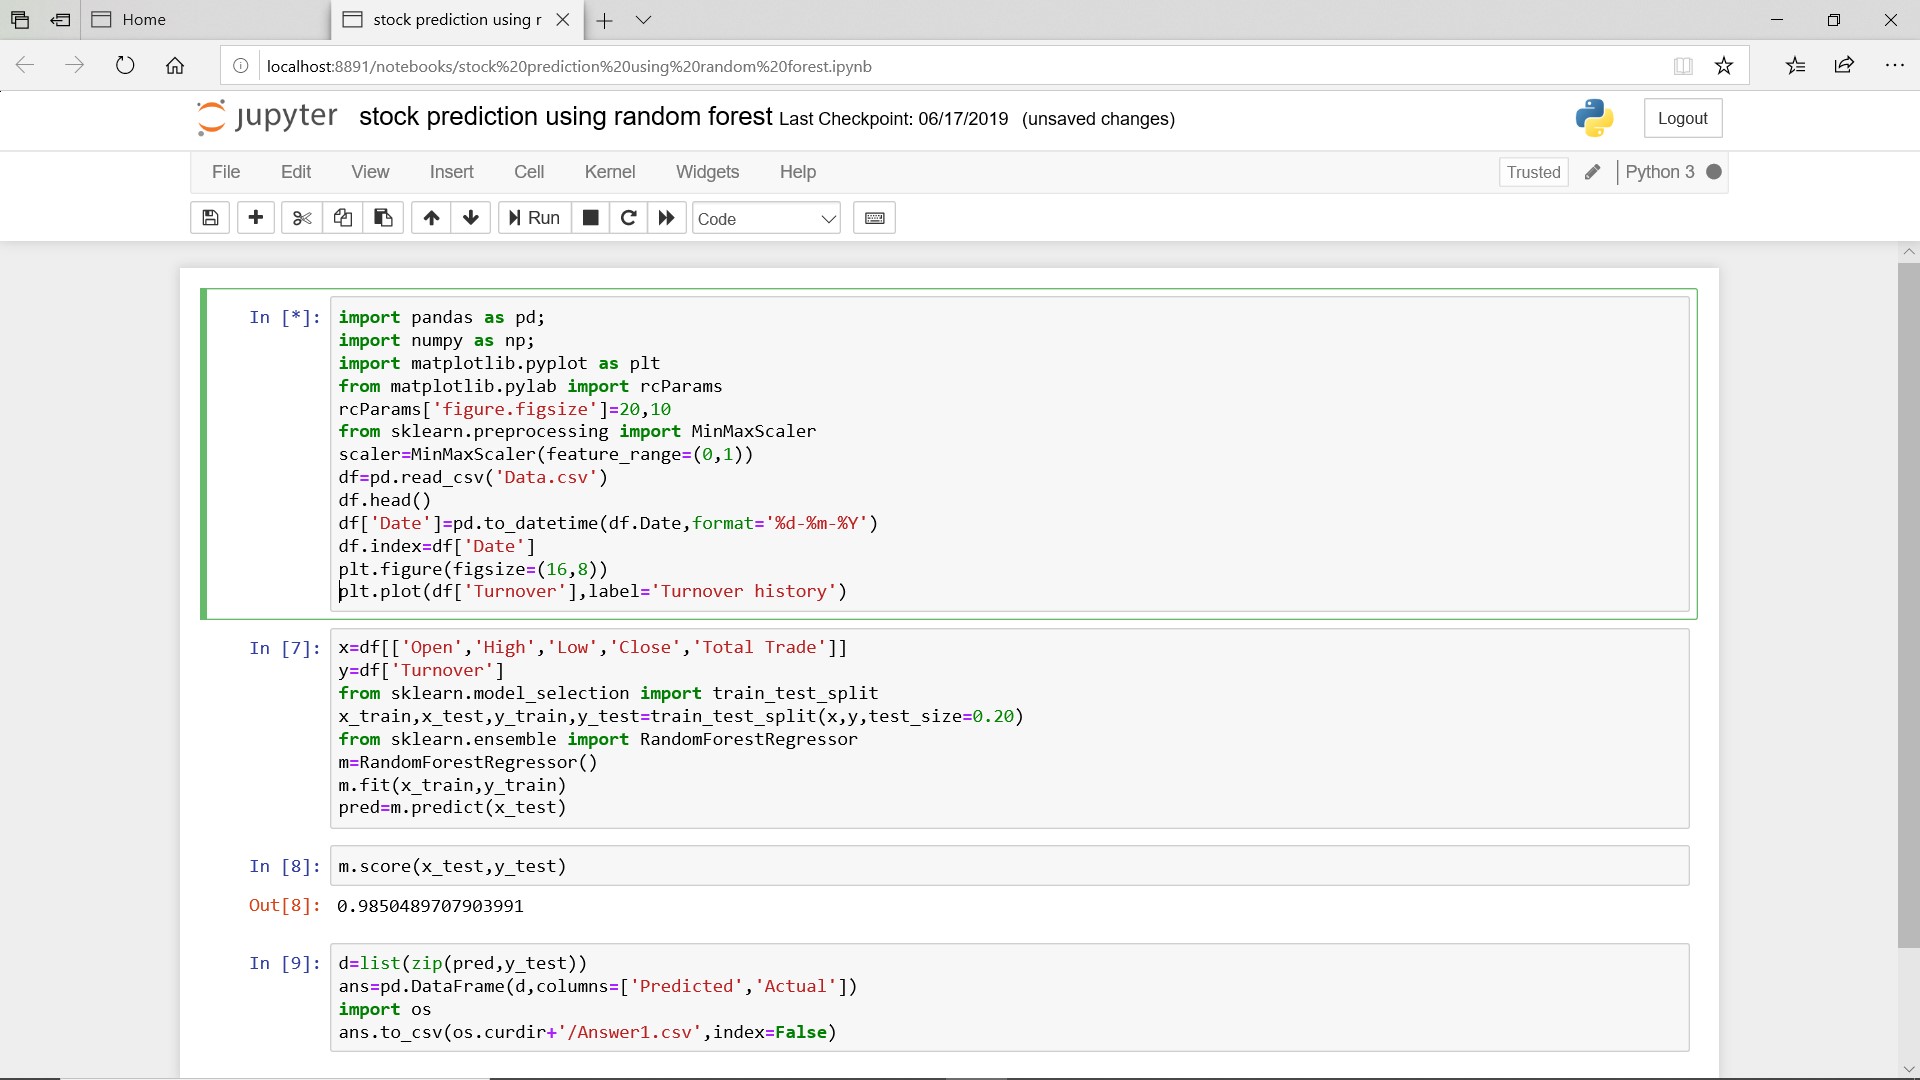 Home
stock prediction using r
localhost:8891/notebooks/stock%20prediction%20using%20random%20forest.ipynb
jupyter stock prediction using random forest Last Checkpoint: 06/17/2019 (unsaved changes)
Logout
File Edit View Insert Cell Kernel Widgets Help
Trusted
Python 3
Run
Code
In [*]: import pandas as pd;
import numpy as np;
import matplotlib.pyplot as plt
from matplotlib.pylab import rcParams
rcParams['figure.figsize']=20,10
from sklearn.preprocessing import MinMaxScaler
scaler=MinMaxScaler(feature_range=(0,1))
df=pd.read_csv('Data.csv')
df.head()
df['Date']=pd.to_datetime(df.Date,format='%d-%m-%Y')
df.index=df['Date']
plt.figure(figsize=(16,8))
plt.plot(df['Turnover'],label='Turnover history')
In [7]: x=df[['Open','High','Low','Close','Total Trade']]
y=df['Turnover']
from sklearn.model_selection import train_test_split
x_train,x_test,y_train,y_test=train_test_split(x,y,test_size=0.20)
from sklearn.ensemble import RandomForestRegressor
m=RandomForestRegressor()
m.fit(x_train,y_train)
pred=m.predict(x_test)
In [8]: m.score(x_test,y_test)
Out[8]: 0.9850489707903991
In [9]: d=list(zip(pred,y_test))
ans=pd.DataFrame(d,columns=['Predicted','Actual'])
import os
ans.to_csv(os.curdir+'/Answer1.csv',index=False)